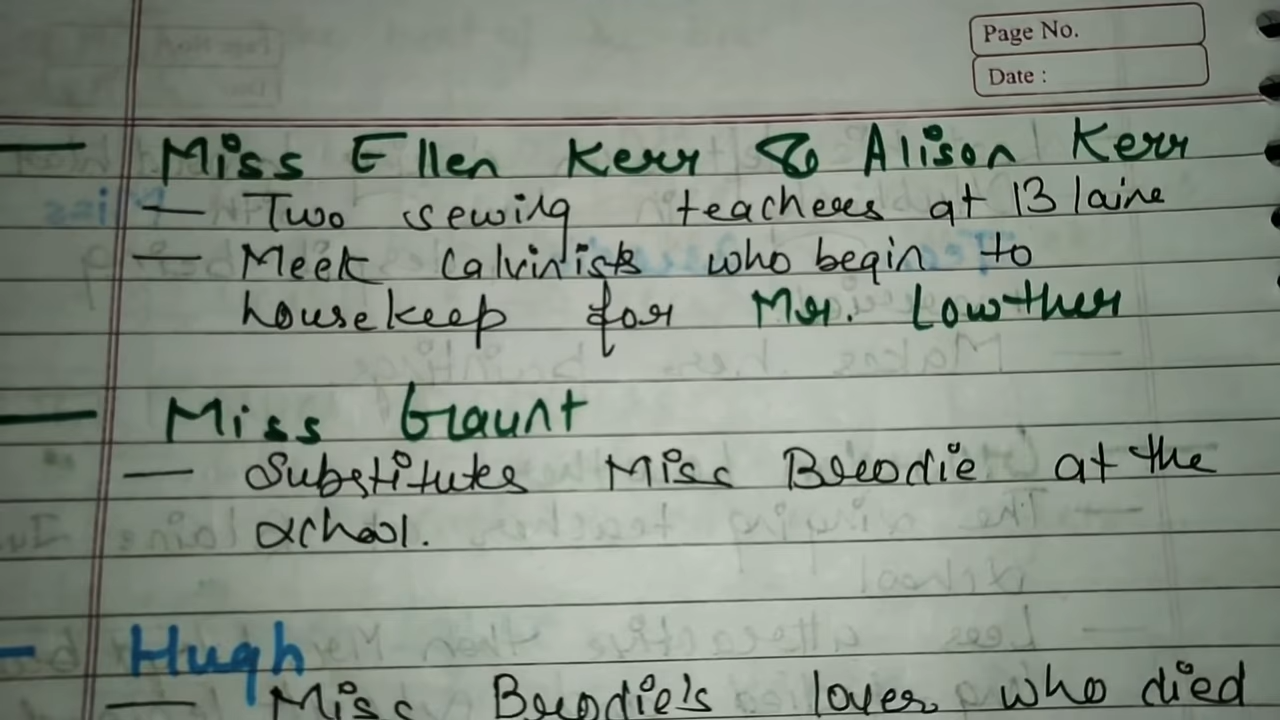 Page No.
Date :
— Miss Ellen Kerr & Alison Kerr
— Two sewing teachers at Blaine
— Meek Calvinists who begin to
housekeep for Mr. Lowther
— Miss Gaunt
— Substitutes Miss Brodie at the
school.
- Hugh
— Miss Brodie's lover who died